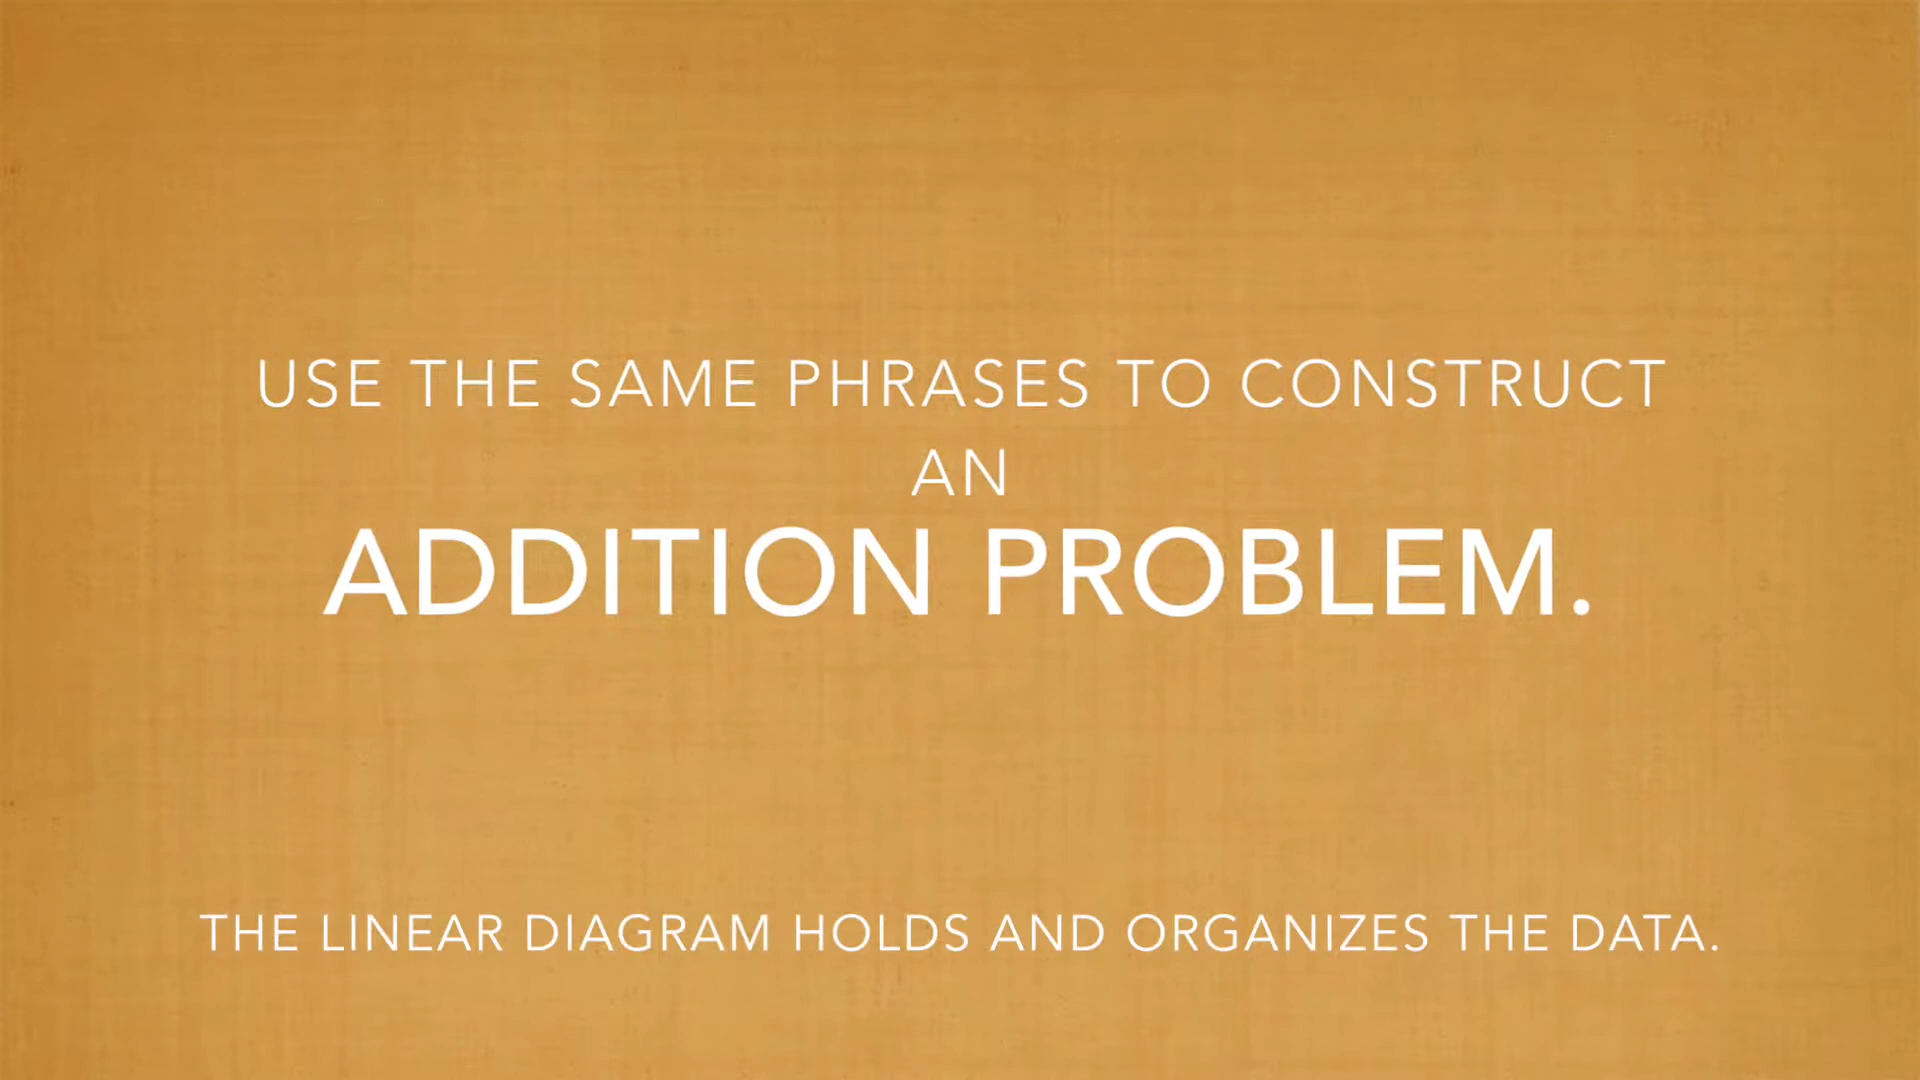 USE THE SAME PHRASES TO CONSTRUCT
AN
ADDITION PROBLEM.
THE LINEAR DIAGRAM HOLDS AND ORGANIZES THE DATA.